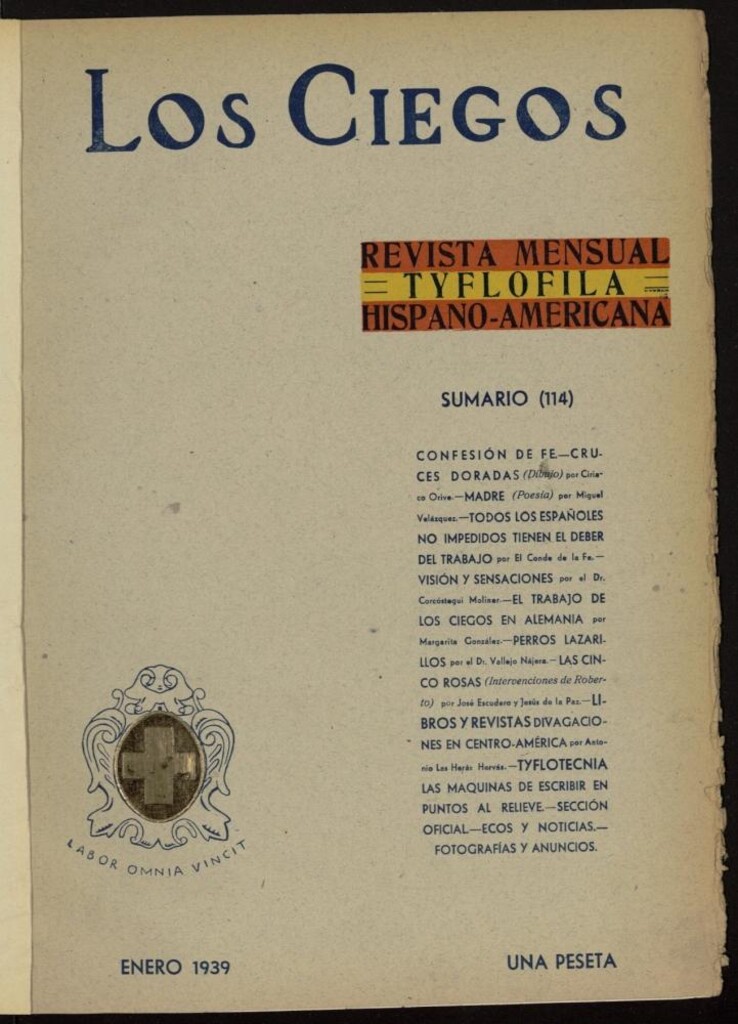 LOS CIEGOS
REVISTA MENSUAL
TYFLOFILA
HISPANO-AMERICANA
SUMARIO (114)
CONFESIÓN DE FE.—CRU-
CES DORADAS (Dibujo) por Ciria-
co Orive.—MADRE (Poesía) por Miguel
Velázquez.—TODOS LOS ESPAÑOLES
NO IMPEDIDOS TIENEN EL DEBER
DEL TRABAJO por El Conde de la Fe.—
VISIÓN Y SENSACIONES por el Dr.
Corcóstegui Moliner.—EL TRABAJO DE
LOS CIEGOS EN ALEMANIA por
Margarita González.—PERROS LAZARI-
LLOS por el Dr. Vallejo Nájera.—LAS CIN-
CO ROSAS (Intervenciones de Rober-
to) por José Escudero y Jesús de la Paz.—LI-
BROS Y REVISTAS DIVAGACIO-
NES EN CENTRO-AMÉRICA por Anto-
nio Las Heras Hervás.—TYFLOTECNIA
LAS MAQUINAS DE ESCRIBIR EN
PUNTOS AL RELIEVE.—SECCIÓN
OFICIAL.—ECOS Y NOTICIAS.—
FOTOGRAFÍAS Y ANUNCIOS.
LABOR OMNIA VINCIT
ENERO 1939
UNA PESETA